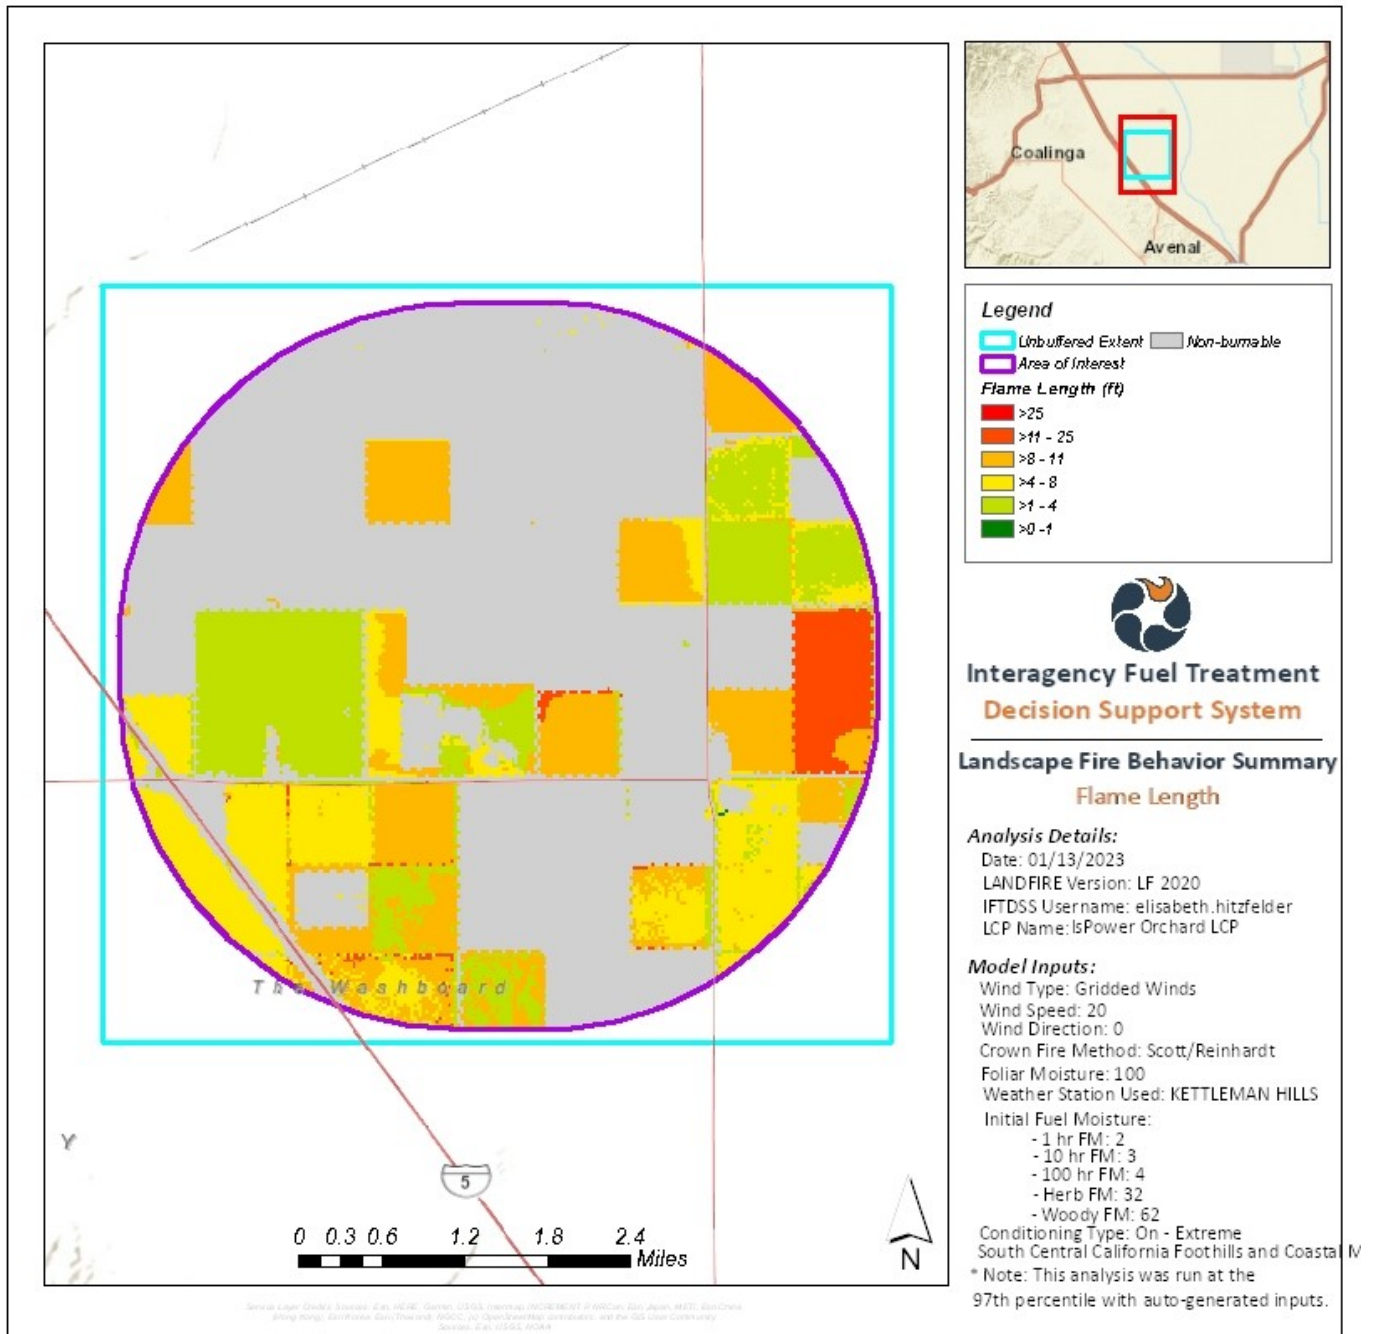 Coalinga
Avenal
Legend
Unbuffered Extent Non-burnable
Area of Interest
Flame Length (ft)
>25
>11 - 25
>8 - 11
>4 - 8
>1 - 4
>0 -1
Interagency Fuel Treatment
Decision Support System
Landscape Fire Behavior Summary
Flame Length
Analysis Details:
Date: 01/13/2023
LANDFIRE Version: LF 2020
IFTDSS Username: elisabeth.hitzfelder
LCP Name: IsPower Orchard LCP
Model Inputs:
Wind Type: Gridded Winds
Wind Speed: 20
Wind Direction: 0
Crown Fire Method: Scott/Reinhardt
Foliar Moisture: 100
Weather Station Used: KETTLEMAN HILLS
Initial Fuel Moisture:
- 1 hr FM: 2
- 10 hr FM: 3
- 100 hr FM: 4
- Herb FM: 32
- Woody FM: 62
Conditioning Type: On - Extreme
South Central California Foothills and Coastal M
* Note: This analysis was run at the
97th percentile with auto-generated inputs.
The Washboard
Y
5
0 0.3 0.6 1.2 1.8 2.4
Miles
N